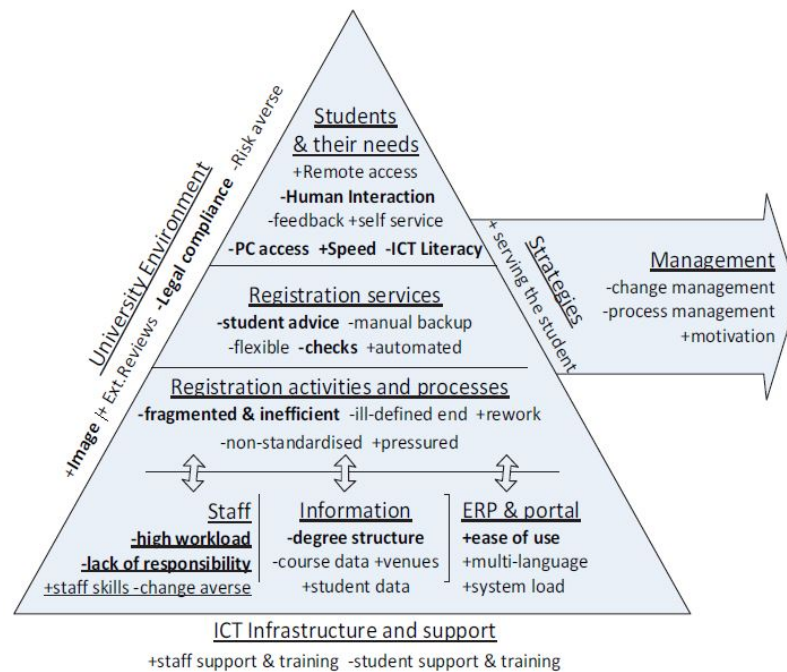 Students
& their needs
+Remote access
-Human Interaction
-feedback +self service
-PC access +Speed -ICT Literacy
Registration services
-student advice -manual backup
-flexible -checks +automated
Registration activities and processes
-fragmented & inefficient -ill-defined end +rework
-non-standardised +pressured
Staff
-high workload
-lack of responsibility
+staff skills -change averse
Information
-degree structure
-course data +venues
+student data
ERP & portal
+ease of use
+multi-language
+system load
ICT Infrastructure and support
+staff support & training -student support & training
University Environment
+Image + Ext.Reviews -Legal compliance -Risk averse
Strategies
+ serving the student
Management
-change management
-process management
+motivation